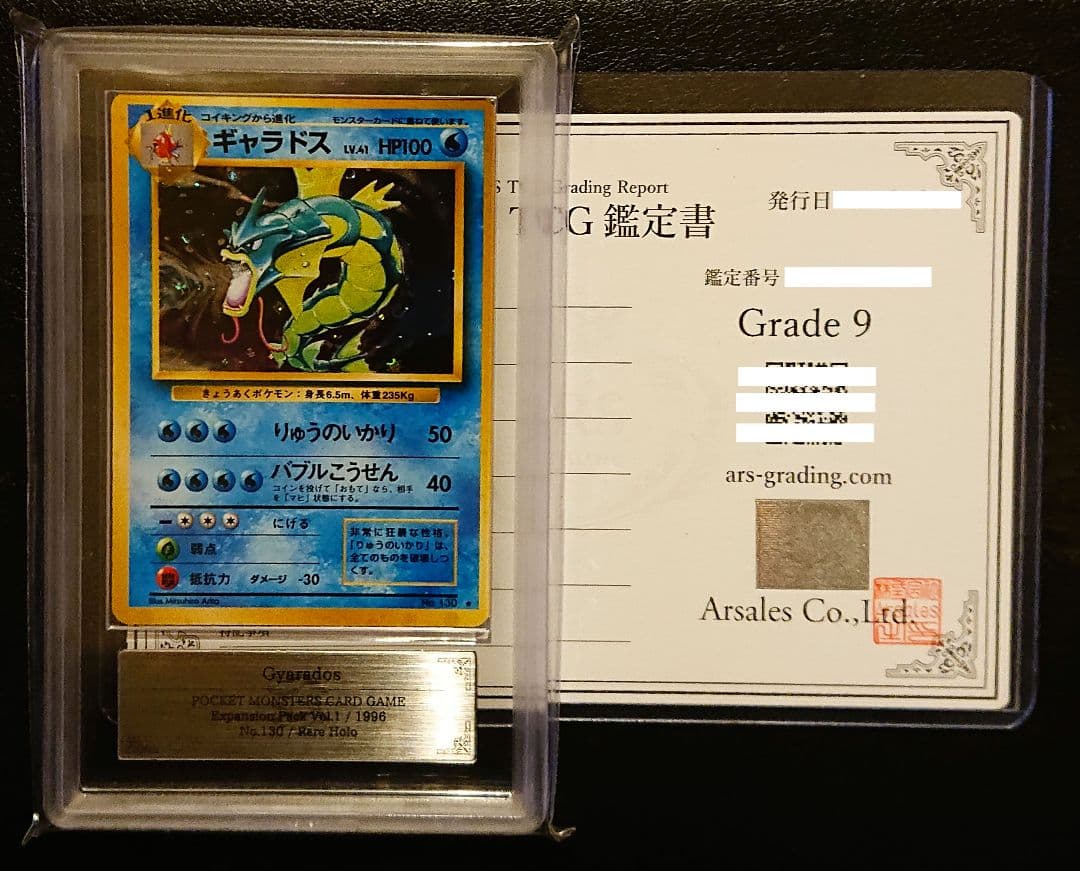 1進化
コイキングから進化
モンスターカードに重ねて使います。
ギャラドス LV.41 HP100
きょうあくポケモン：身長6.5m、体重235Kg
りゅうのいかり 50
バブルこうせん 40
コインを投げて「おもて」なら、相手
を「マヒ」状態にする。
にげる
弱点
抵抗力 ダメージ -30
非常に狂暴な性格。
「りゅうのいかり」は、
全てのものを破壊しつ
くす。
Illus. Mitsuhiro Arita
No. 130 ★
特記事項
Gyarados
POCKET MONSTERS CARD GAME
Expansion Pack Vol.1 / 1996
No.130 / Rare Holo
Grading Report
TCG 鑑定書
発行日
鑑定番号
Grade 9
ars-grading.com
Arsales Co.,Ltd.